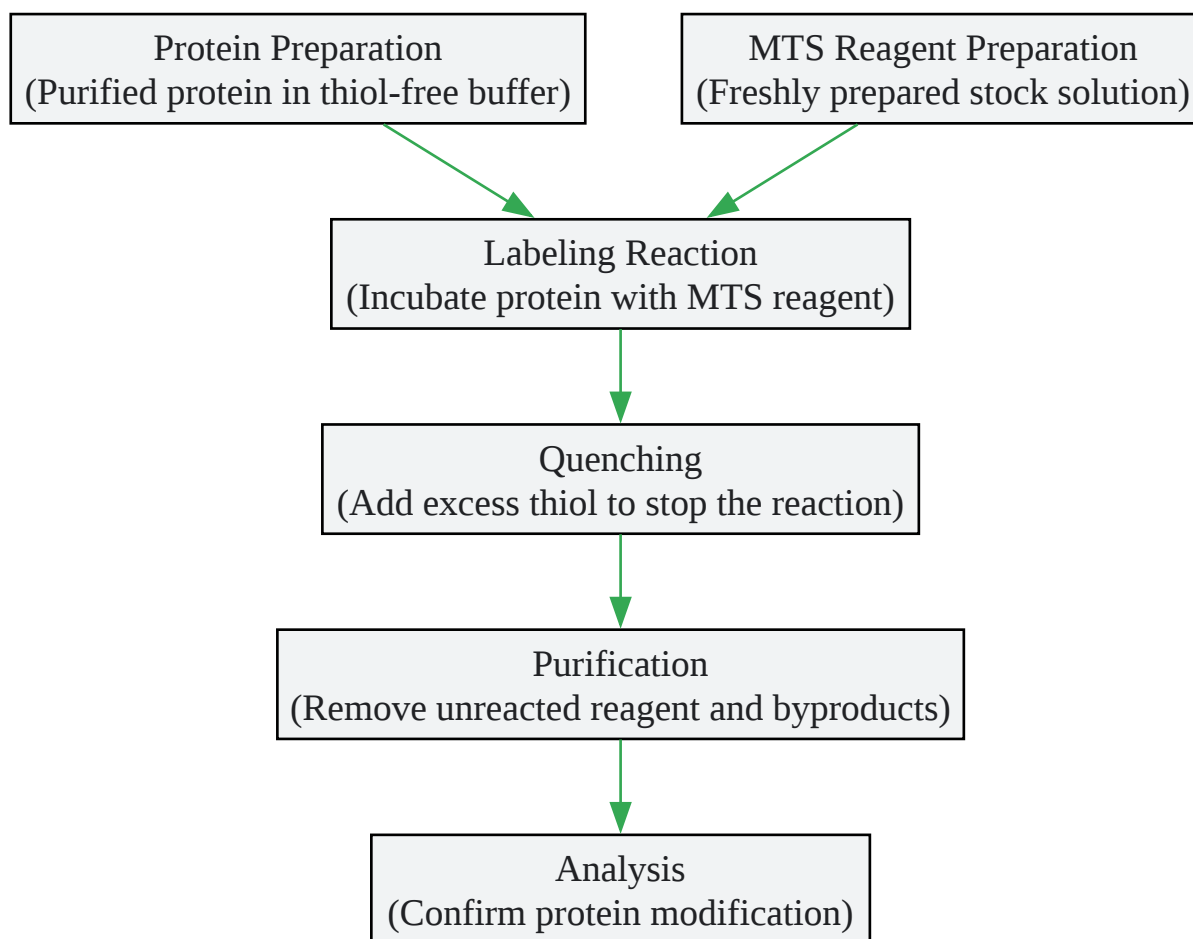 Protein Preparation
(Purified protein in thiol-free buffer)
MTS Reagent Preparation
(Freshly prepared stock solution)
Labeling Reaction
(Incubate protein with MTS reagent)
Quenching
(Add excess thiol to stop the reaction)
Purification
(Remove unreacted reagent and byproducts)
Analysis
(Confirm protein modification)